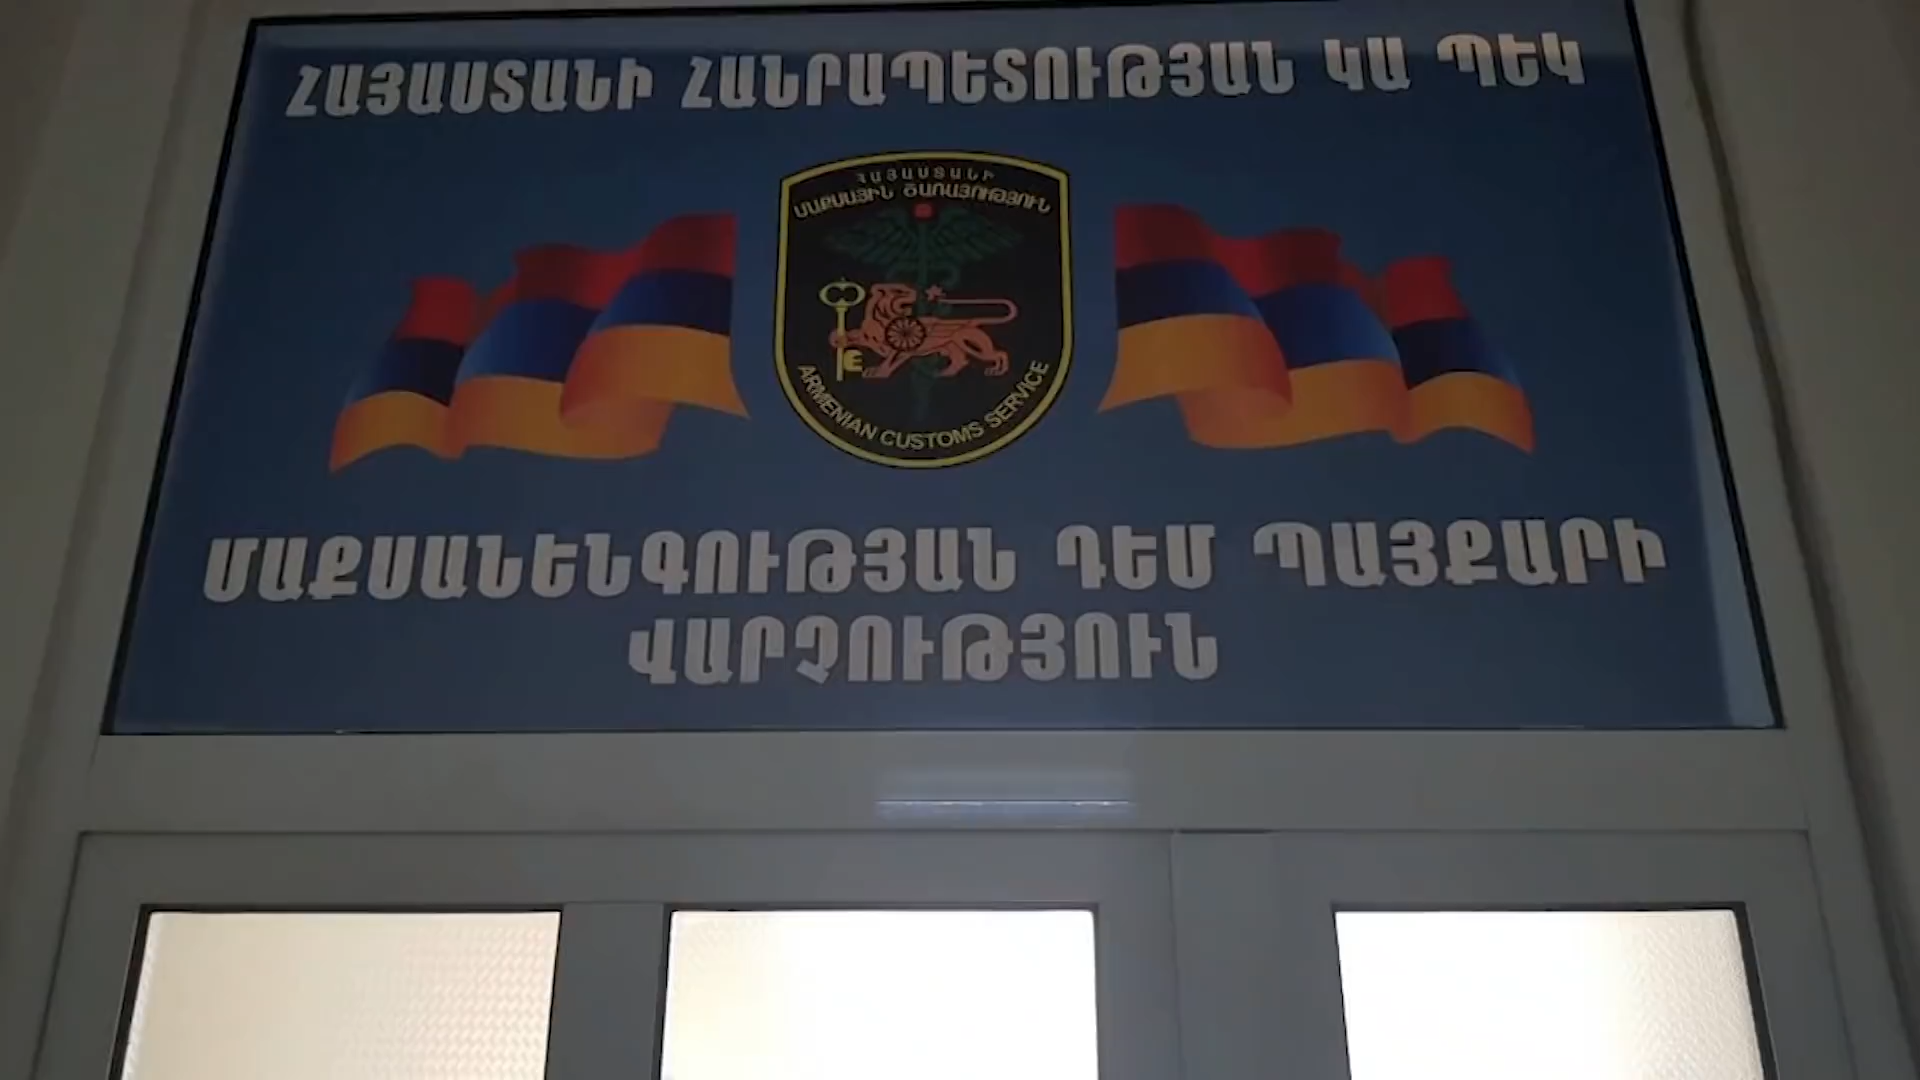 ՀԱՅԱՍՏԱՆԻ ՀԱՆՐԱՊԵՏՈՒԹՅԱՆ ԿԱ ՊԵԿ
ՀԱՅԱՍՏԱՆԻ
ՄԱՔՍԱՅԻՆ ԾԱՌԱՅՈՒԹՅՈՒՆ
ARMENIAN CUSTOMS SERVICE
ՄԱՔՍԱՆԵՆԳՈՒԹՅԱՆ ԴԵՄ ՊԱՅՔԱՐԻ
ՎԱՐՉՈՒԹՅՈՒՆ